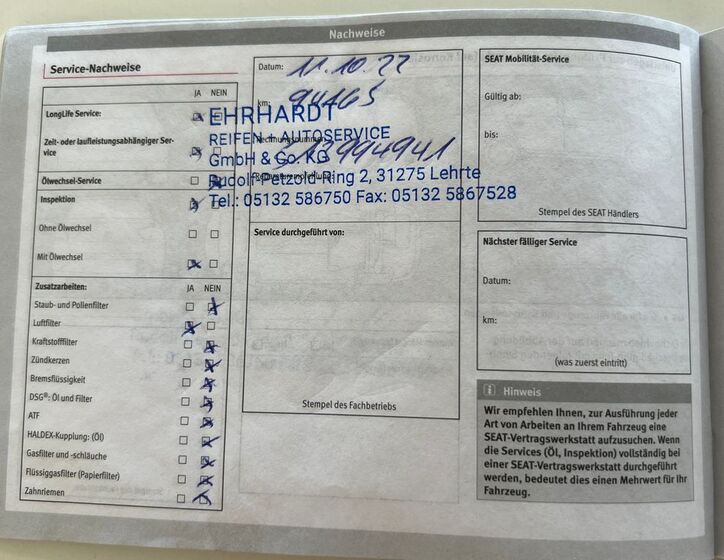 Nachweise
Service-Nachweise
JA NEIN
LongLife Service:
Zeit- oder laufleistungsabhängiger Ser-
vice
Ölwechsel-Service
Inspektion
Ohne Ölwechsel
Mit Ölwechsel
Zusatzarbeiten: JA NEIN
Staub- und Pollenfilter
Luftfilter
Kraftstofffilter
Zündkerzen
Bremsflüssigkeit
DSG®: Öl und Filter
ATF
HALDEX-Kupplung: (Öl)
Gasfilter und -schläuche
Flüssiggasfilter (Papierfilter)
Zahnriemen
Datum: 11.10.22
km: 94465
EHRHARDT
REIFEN + AUTOSERVICE
GmbH & Co. KG
Rudolf-Petzold-Ring 2, 31275 Lehrte
Tel.: 05132 586750 Fax: 05132 5867528
Service durchgeführt von:
Stempel des Fachbetriebs
SEAT Mobilität-Service
Gültig ab:
bis:
Stempel des SEAT Händlers
Nächster fälliger Service
Datum:
km:
(was zuerst eintritt)
i Hinweis
Wir empfehlen Ihnen, zur Ausführung jeder
Art von Arbeiten an Ihrem Fahrzeug eine
SEAT-Vertragswerkstatt aufzusuchen. Wenn
die Services (Öl, Inspektion) vollständig bei
einer SEAT-Vertragswerkstatt durchgeführt
werden, bedeutet dies einen Mehrwert für Ihr
Fahrzeug.